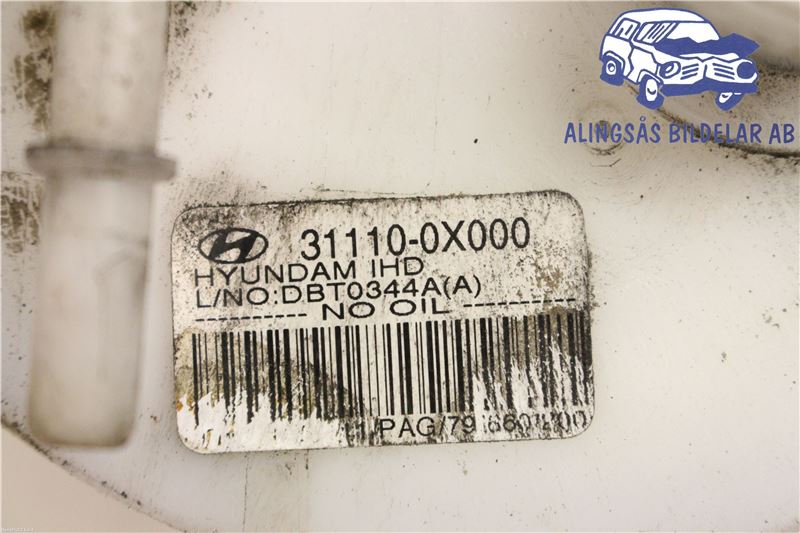 ALINGSÅS BILDELAR AB
31110-0X000
HYUNDAM IHD
L/NO:DBT0344A(A)
---------- NO OIL ----------